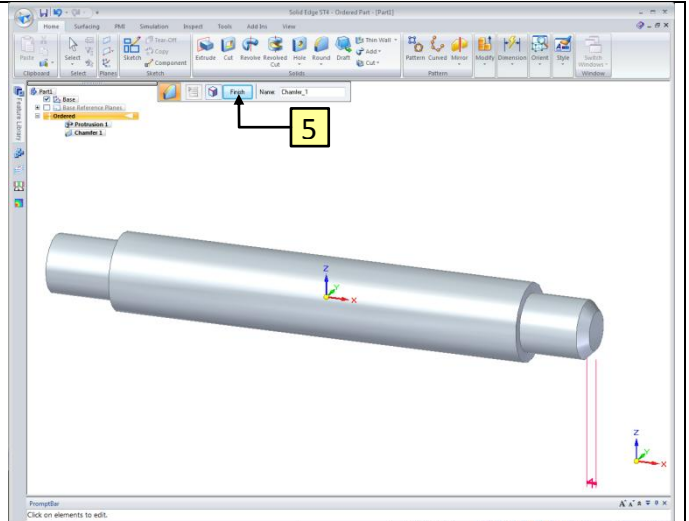 Solid Edge ST4 - Ordered Part - [Part1]
Home Surfacing PMI Simulation Inspect Tools Add Ins View
Paste
Select
Sketch
Tear-Off
Copy
Component
Extrude Cut Revolve Revolved Cut Hole Round Draft
Thin Wall
Add
Cut
Pattern Curved Mirror
Modify Dimension Orient Style
Switch Windows
Clipboard Select Planes Sketch Solids Pattern Window
Feature Library
Part1
Base
Base Reference Planes
Ordered
Protrusion 1
Chamfer 1
Finish Name Chamfer_1
5
Z
Y
X
Z
Y
X
PromptBar
Click on elements to edit.